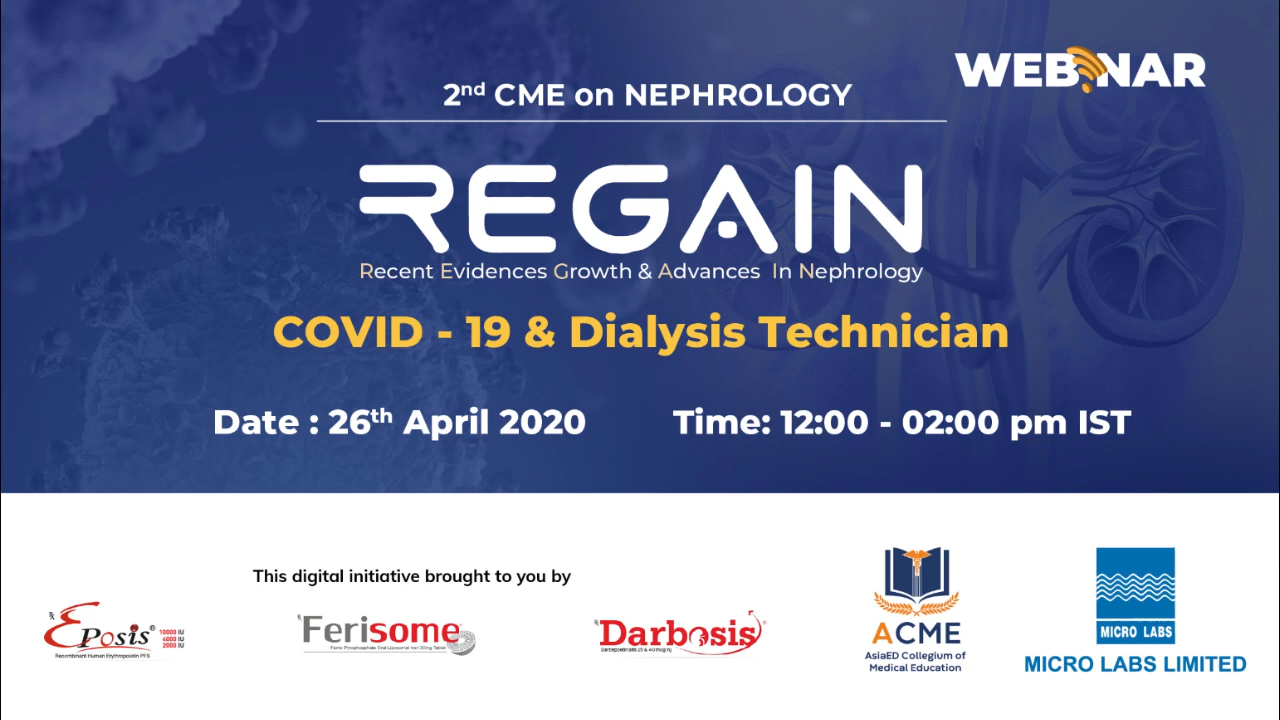 WEBINAR
2nd CME on NEPHROLOGY
REGAIN
Recent Evidences Growth & Advances In Nephrology
COVID - 19 & Dialysis Technician
Date : 26th April 2020 Time: 12:00 - 02:00 pm IST
This digital initiative brought to you by
Eposis®
10000 IU
4000 IU
2000 IU
Recombinant Human Erythropoietin PFS
Ferisome
Darbosis
ACME
AsiaED Collegium of
Medical Education
MICRO LABS
MICRO LABS LIMITED